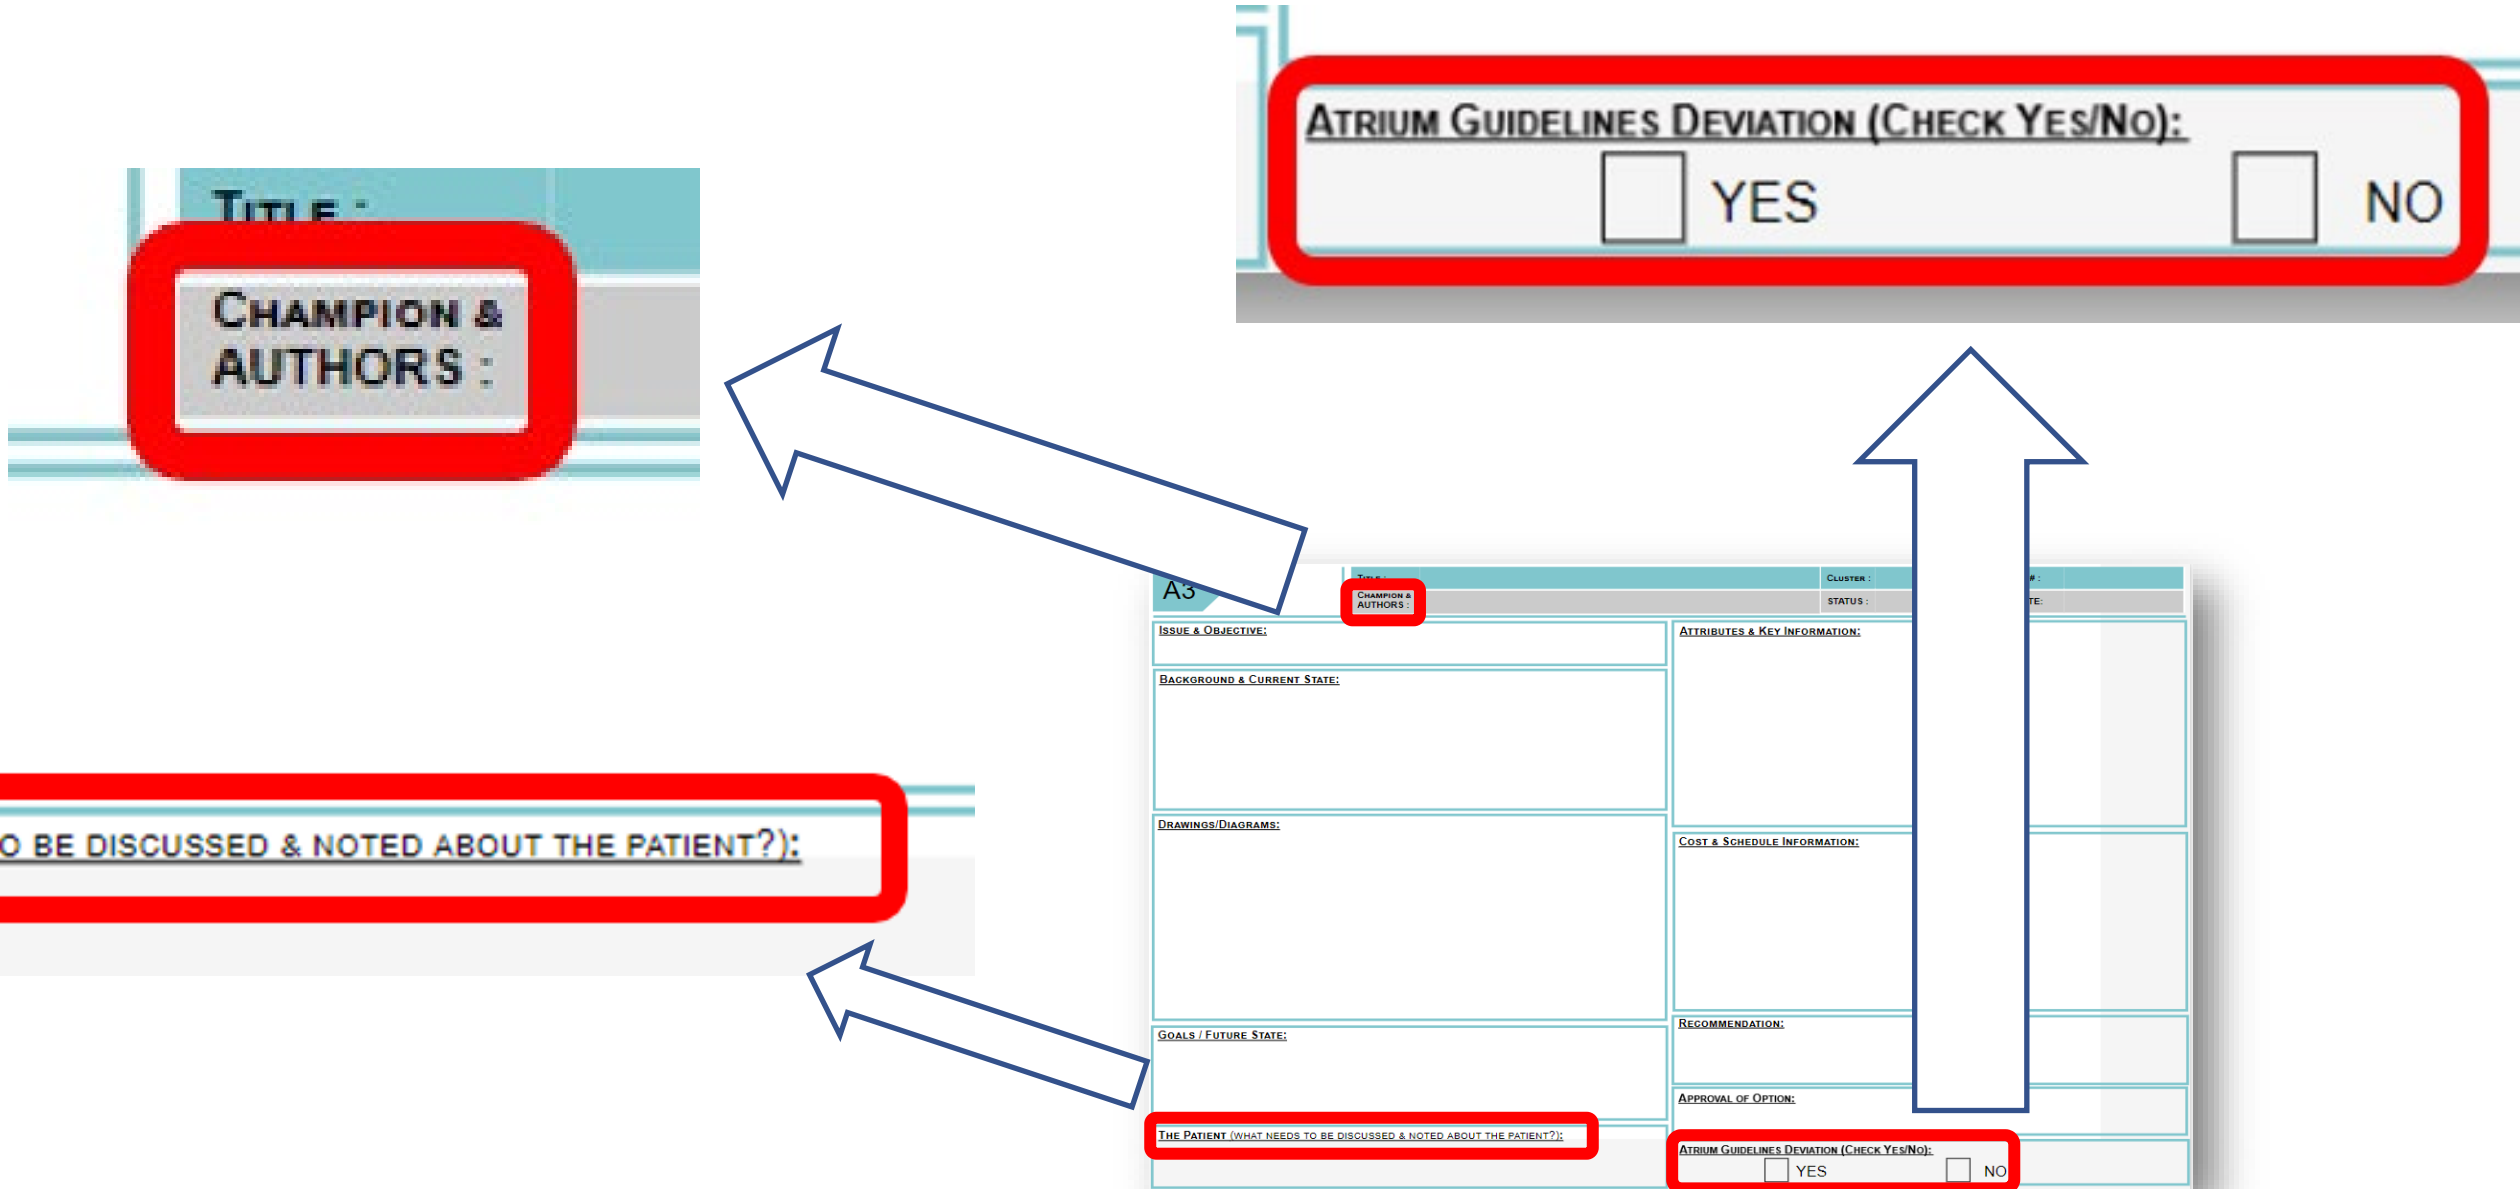 ATRIUM GUIDELINES DEVIATION (CHECK YES/NO):
YES NO
TITLE :
CHAMPION &
AUTHORS :
O BE DISCUSSED & NOTED ABOUT THE PATIENT?):
A3
TITLE :
CLUSTER :
# :
CHAMPION &
AUTHORS :
STATUS :
TE:
ISSUE & OBJECTIVE:
ATTRIBUTES & KEY INFORMATION:
BACKGROUND & CURRENT STATE:
DRAWINGS/DIAGRAMS:
COST & SCHEDULE INFORMATION:
GOALS / FUTURE STATE:
RECOMMENDATION:
APPROVAL OF OPTION:
THE PATIENT (WHAT NEEDS TO BE DISCUSSED & NOTED ABOUT THE PATIENT?):
ATRIUM GUIDELINES DEVIATION (CHECK YES/NO):
YES NO